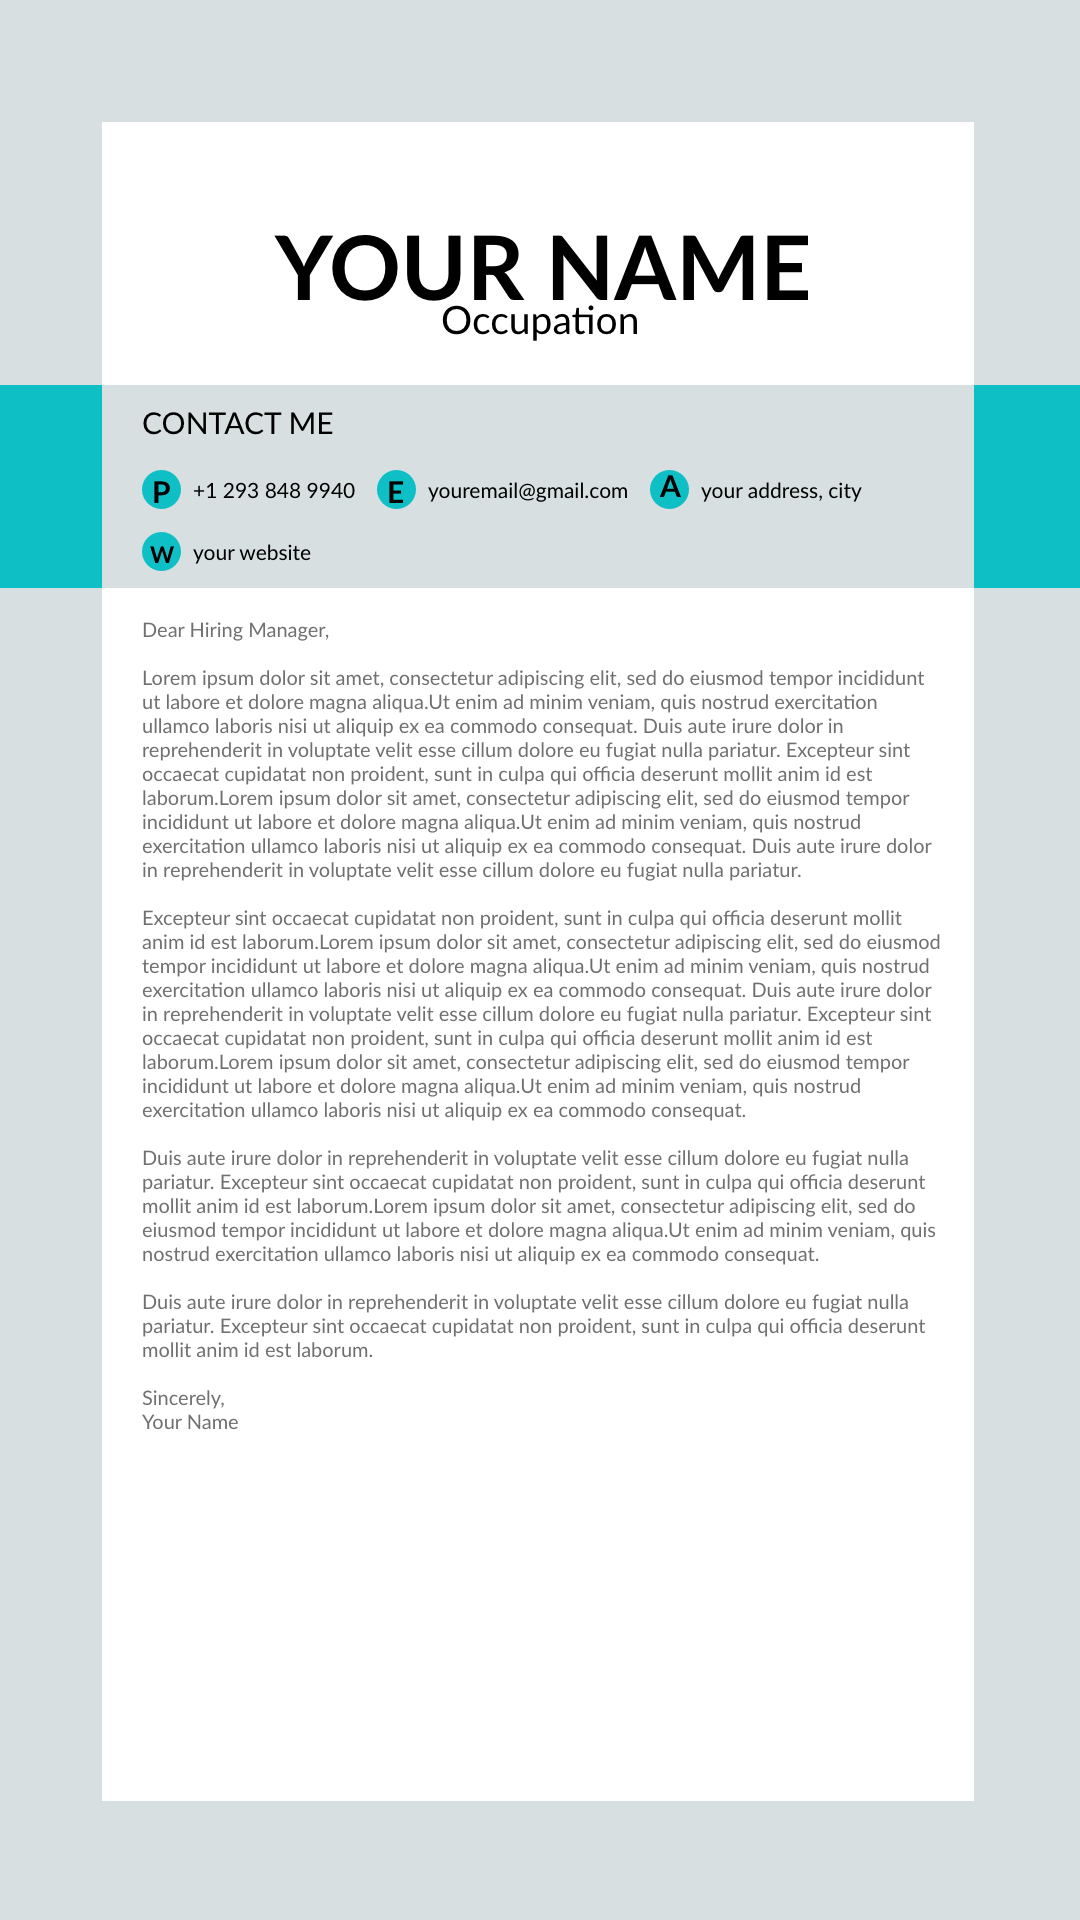 YOUR NAME
Occupation
CONTACT ME
P +1 293 848 9940 E youremail@gmail.com A your address, city
W your website
Dear Hiring Manager,
Lorem ipsum dolor sit amet, consectetur adipiscing elit, sed do eiusmod tempor incididunt
ut labore et dolore magna aliqua.Ut enim ad minim veniam, quis nostrud exercitation
ullamco laboris nisi ut aliquip ex ea commodo consequat. Duis aute irure dolor in
reprehenderit in voluptate velit esse cillum dolore eu fugiat nulla pariatur. Excepteur sint
occaecat cupidatat non proident, sunt in culpa qui officia deserunt mollit anim id est
laborum.Lorem ipsum dolor sit amet, consectetur adipiscing elit, sed do eiusmod tempor
incididunt ut labore et dolore magna aliqua.Ut enim ad minim veniam, quis nostrud
exercitation ullamco laboris nisi ut aliquip ex ea commodo consequat. Duis aute irure dolor
in reprehenderit in voluptate velit esse cillum dolore eu fugiat nulla pariatur.
Excepteur sint occaecat cupidatat non proident, sunt in culpa qui officia deserunt mollit
anim id est laborum.Lorem ipsum dolor sit amet, consectetur adipiscing elit, sed do eiusmod
tempor incididunt ut labore et dolore magna aliqua.Ut enim ad minim veniam, quis nostrud
exercitation ullamco laboris nisi ut aliquip ex ea commodo consequat. Duis aute irure dolor
in reprehenderit in voluptate velit esse cillum dolore eu fugiat nulla pariatur. Excepteur sint
occaecat cupidatat non proident, sunt in culpa qui officia deserunt mollit anim id est
laborum.Lorem ipsum dolor sit amet, consectetur adipiscing elit, sed do eiusmod tempor
incididunt ut labore et dolore magna aliqua.Ut enim ad minim veniam, quis nostrud
exercitation ullamco laboris nisi ut aliquip ex ea commodo consequat.
Duis aute irure dolor in reprehenderit in voluptate velit esse cillum dolore eu fugiat nulla
pariatur. Excepteur sint occaecat cupidatat non proident, sunt in culpa qui officia deserunt
mollit anim id est laborum.Lorem ipsum dolor sit amet, consectetur adipiscing elit, sed do
eiusmod tempor incididunt ut labore et dolore magna aliqua.Ut enim ad minim veniam, quis
nostrud exercitation ullamco laboris nisi ut aliquip ex ea commodo consequat.
Duis aute irure dolor in reprehenderit in voluptate velit esse cillum dolore eu fugiat nulla
pariatur. Excepteur sint occaecat cupidatat non proident, sunt in culpa qui officia deserunt
mollit anim id est laborum.
Sincerely,
Your Name